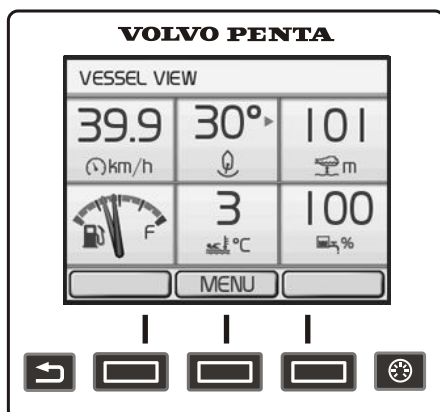 VOLVO PENTA
VESSEL VIEW
39.9 30° 101
km/h m
F 3 100
°C %
MENU